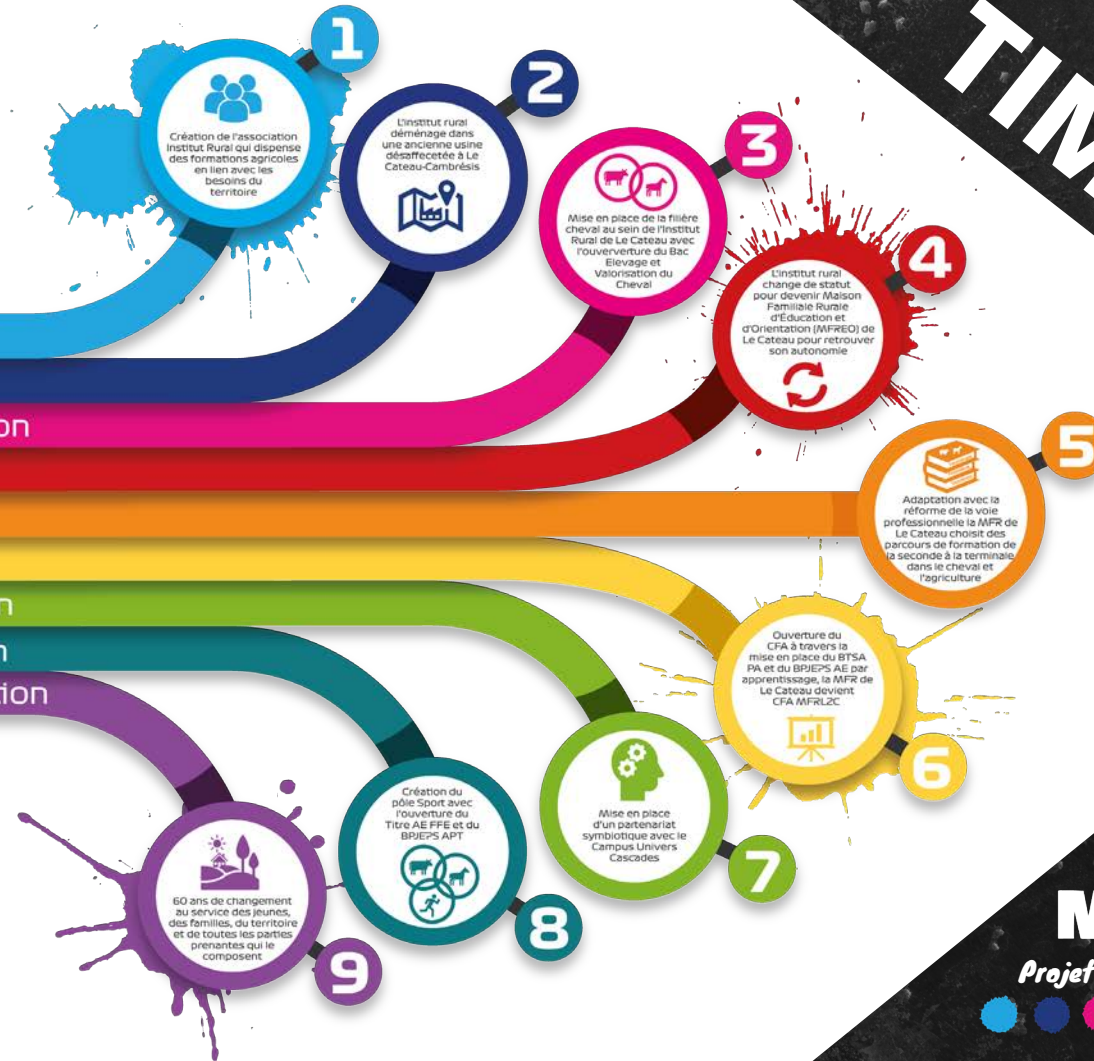 TIM
1
Création de l'association
Institut Rural qui dispense
des formations agricoles
en lien avec les
besoins du
territoire
2
L'institut rural
déménage dans
une ancienne usine
désaffecetée à Le
Cateau-Cambrésis
3
Mise en place de la filière
cheval au sein de l'Institut
Rural de Le Cateau avec
l'ouververture du Bac
Elevage et
Valorisation du
Cheval
4
L'institut rural
change de statut
pour devenir Maison
Familiale Rurale
d'Éducation et
d'Orientation (MFREO) de
Le Cateau pour retrouver
son autonomie
on
5
Adaptation avec la
réforme de la voie
professionnelle la MFR de
Le Cateau choisit des
parcours de formation de
la seconde à la terminale
dans le cheval et
l'agriculture
n
n
tion
Ouverture du
CFA à travers la
mise en place du BTSA
PA et du BPJEPS AE par
apprentissage, la MFR de
Le Cateau devient
CFA MFRL2C
6
Mise en place
d'un partenariat
symbiotique avec le
Campus Univers
Cascades
7
Création du
pôle Sport avec
l'ouverture du
Titre AE FFE et du
BPJEPS APT
8
60 ans de changement
au service des jeunes,
des familles, du territoire
et de toutes les parties
prenantes qui le
composent
9
M
Projet